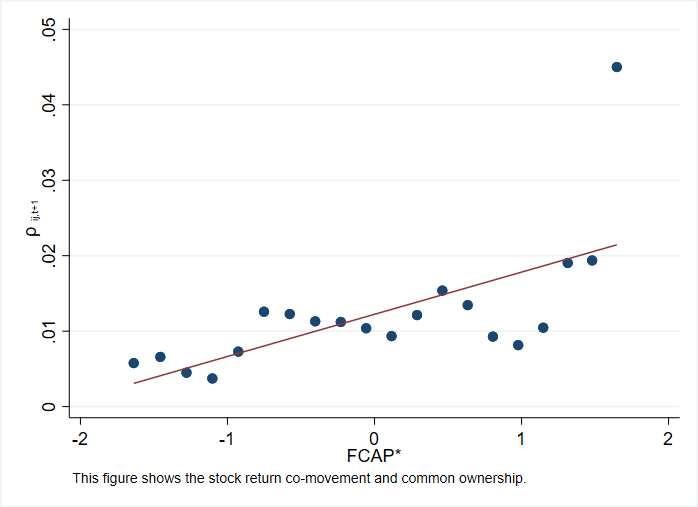 .05
.04
.03
.02
.01
0
ρ ij,t+1
-2 -1 0 1 2
FCAP*
This figure shows the stock return co-movement and common ownership.